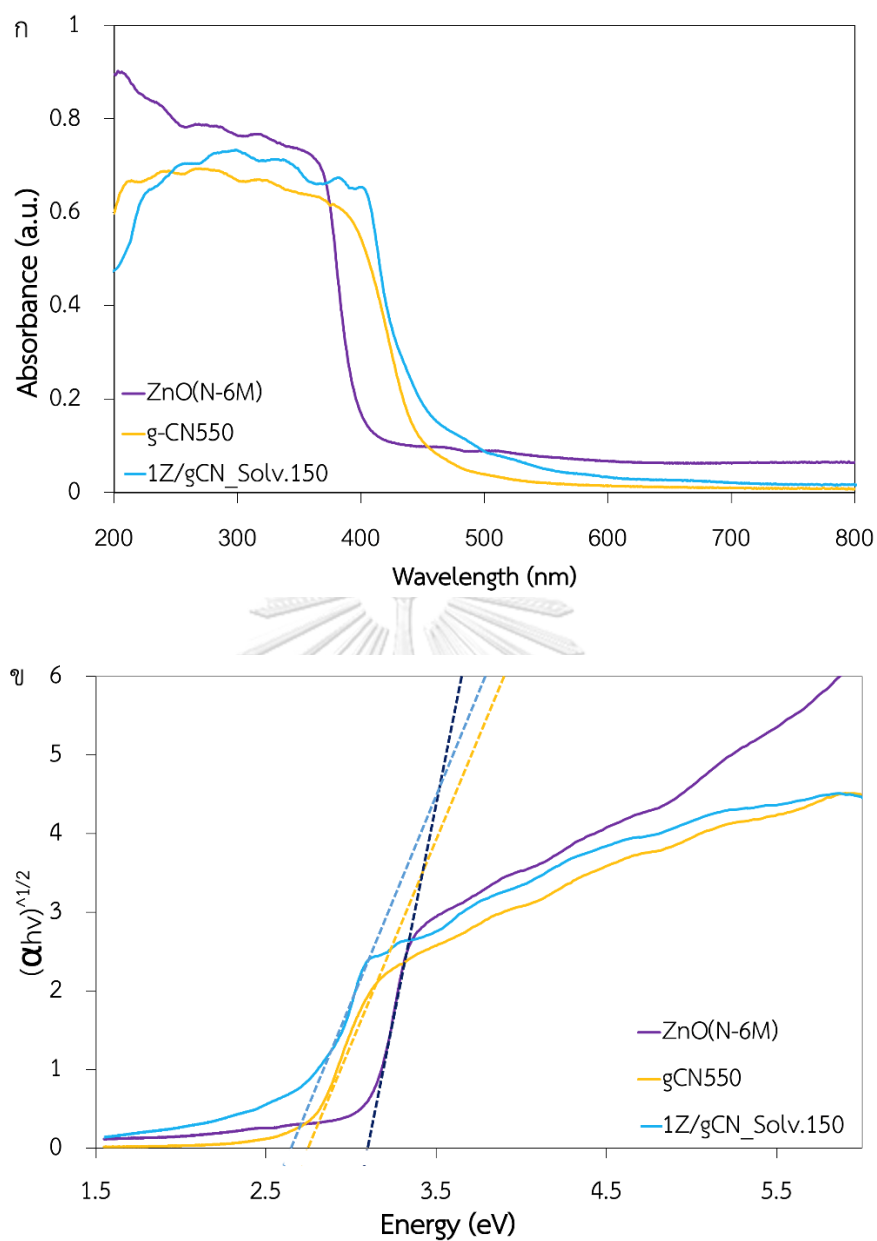 ก
1
0.8
0.6
0.4
0.2
0
Absorbance (a.u.)
ZnO(N-6M)
g-CN550
1Z/gCN_Solv.150
200 300 400 500 600 700 800
Wavelength (nm)
ข
6
5
4
3
2
1
0
(αhν)^1/2
ZnO(N-6M)
gCN550
1Z/gCN_Solv.150
1.5 2.5 3.5 4.5 5.5
Energy (eV)